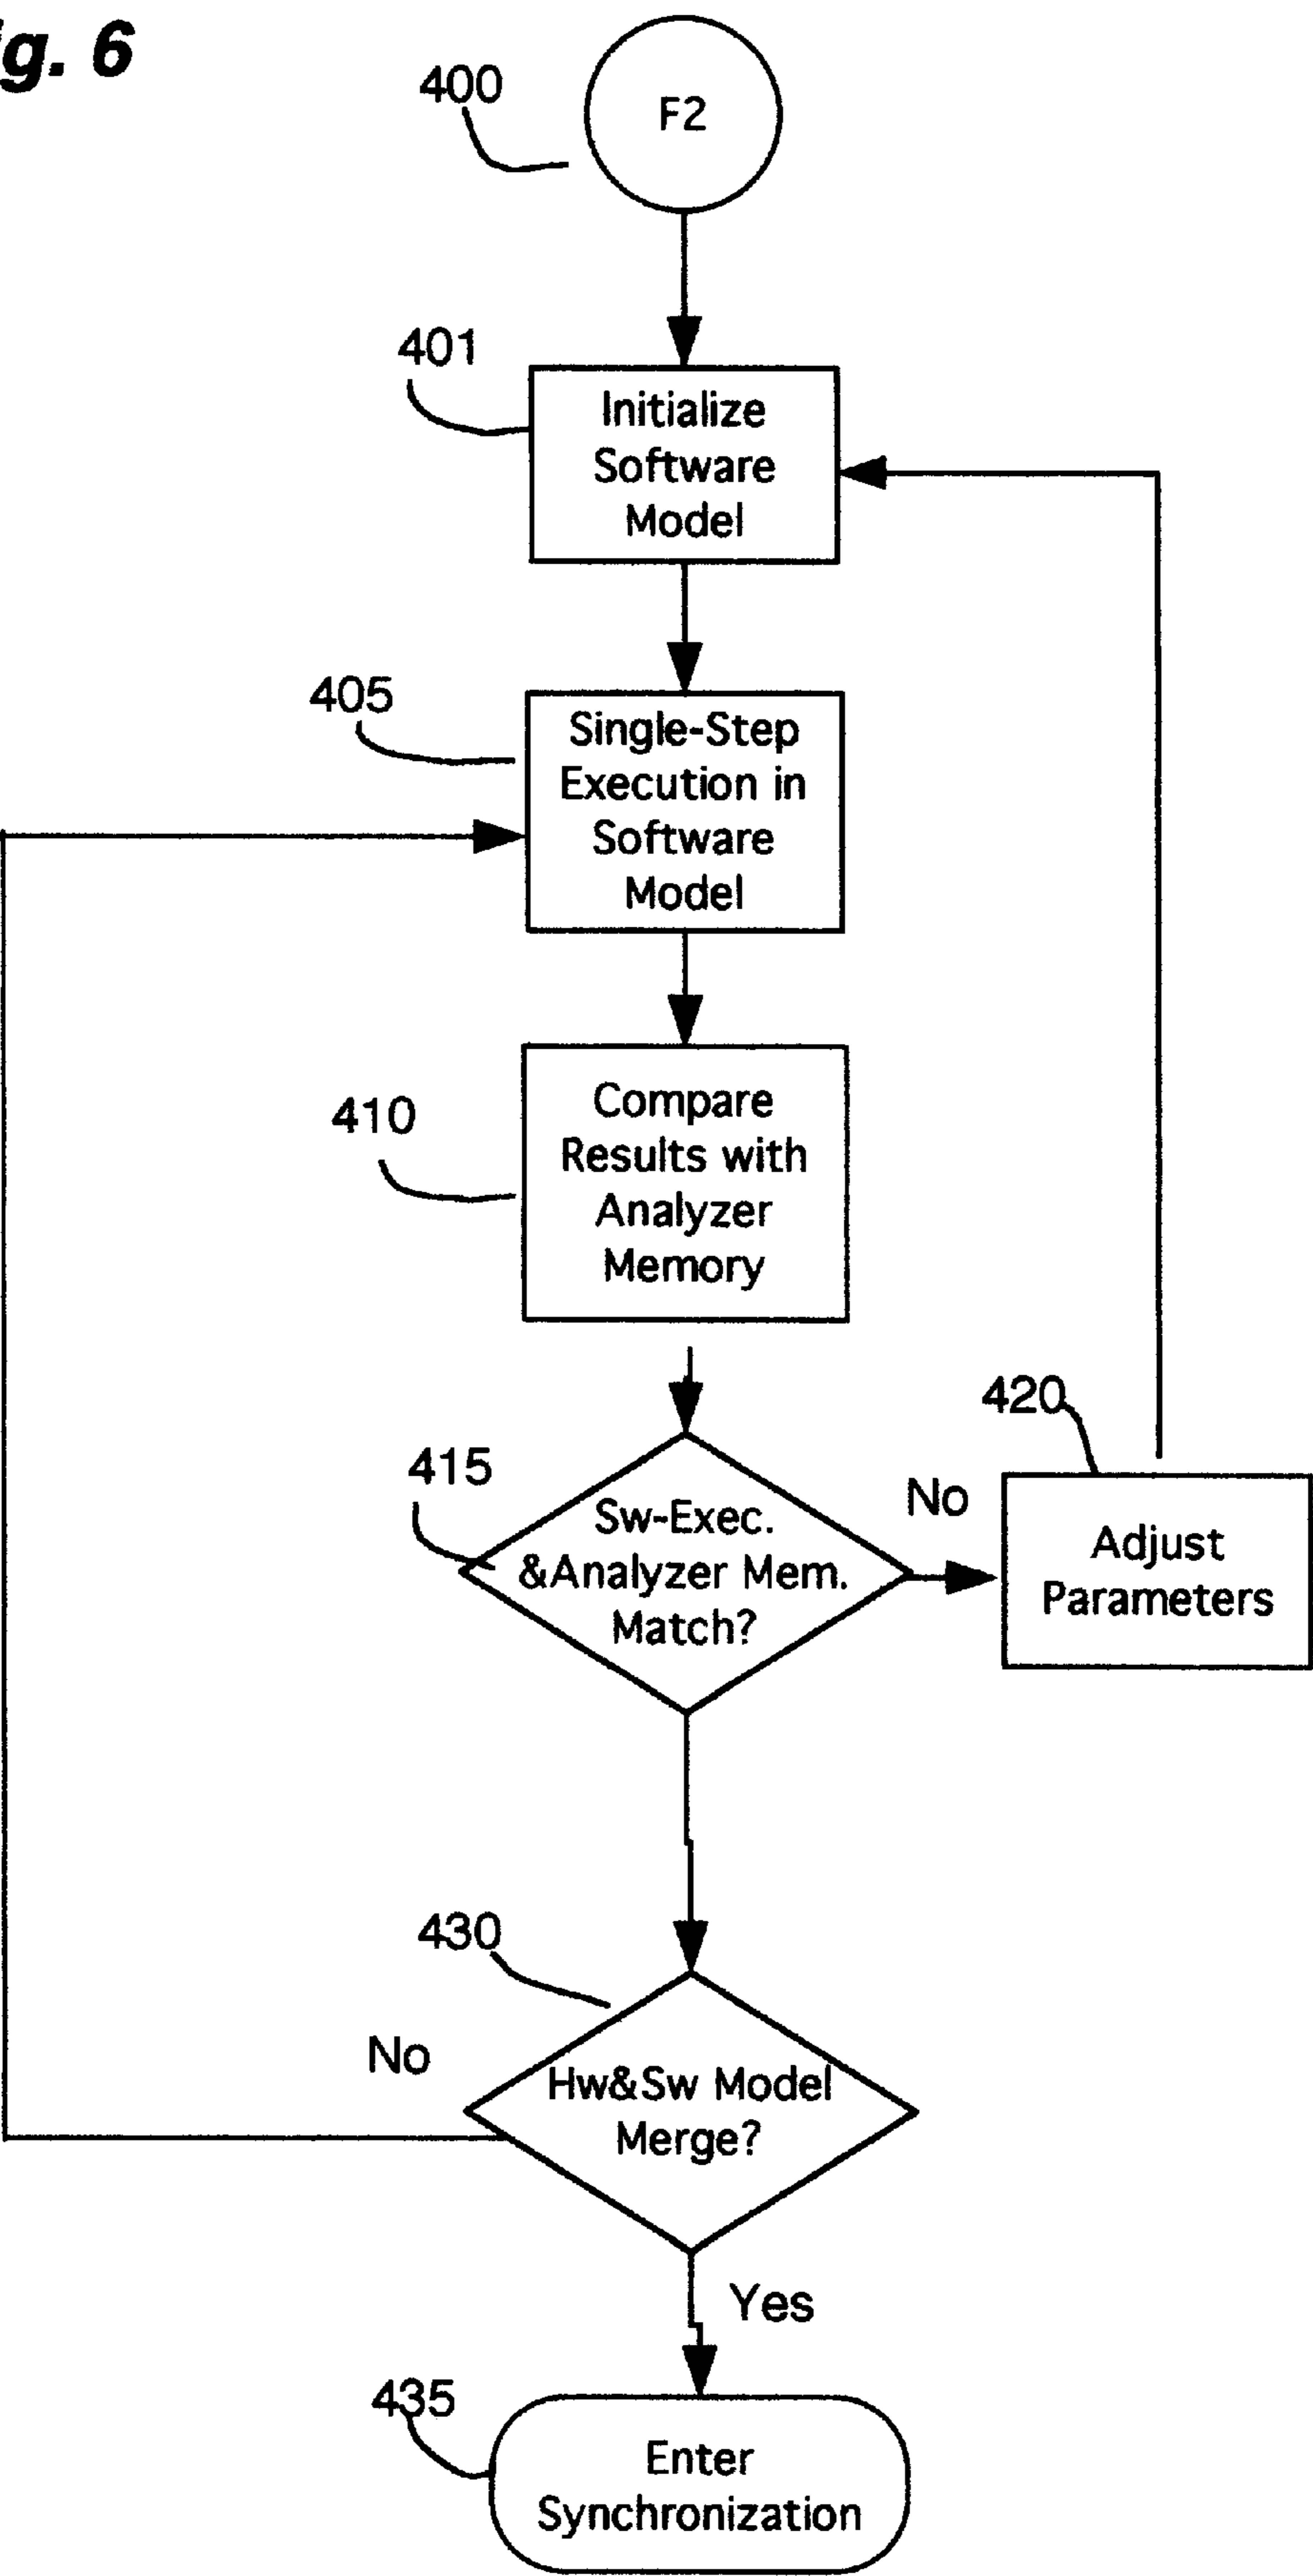 g. 6
400
F2
401
Initialize
Software
Model
405
Single-Step
Execution in
Software
Model
410
Compare
Results with
Analyzer
Memory
415
Sw-Exec.
&Analyzer Mem.
Match?
No
420
Adjust
Parameters
430
No
Hw&Sw Model
Merge?
Yes
435
Enter
Synchronization